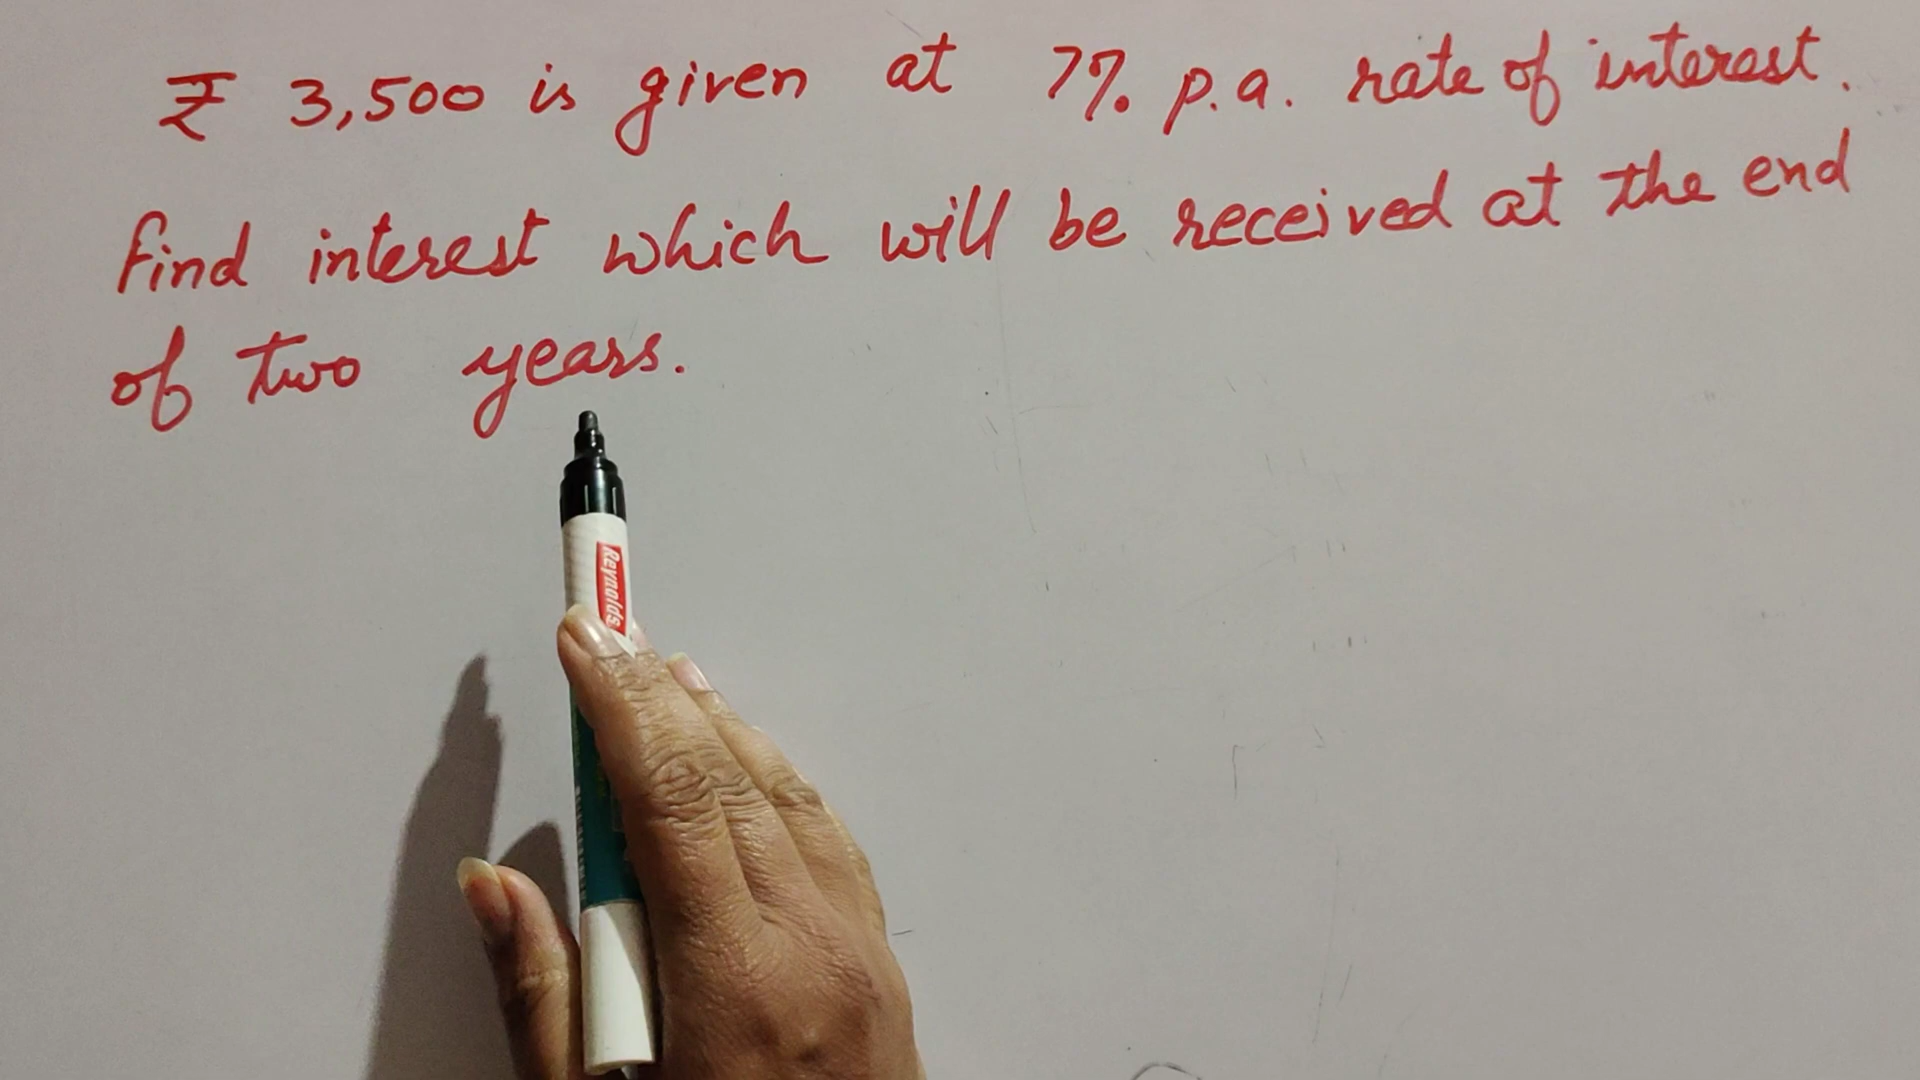 ₹ 3,500 is given at 7% p.a. rate of interest.
Find interest which will be received at the end
of two years.
Reynolds